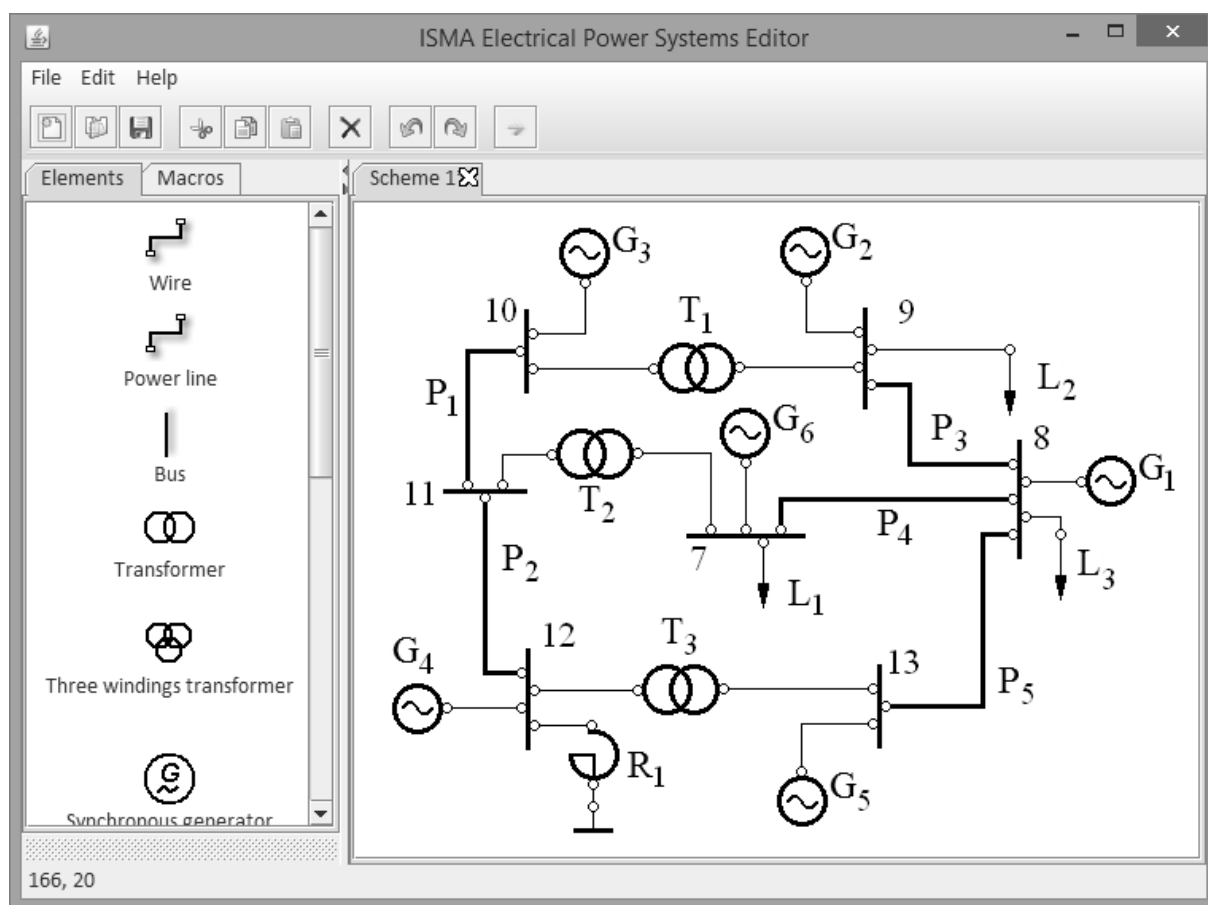 ISMA Electrical Power Systems Editor
File Edit Help
Elements Macros
Scheme 1
Wire
Power line
Bus
Transformer
Three windings transformer
G
Synchronous generator
G3
G2
10
T1
9
P1
L2
G6
P3
8
11
T2
G1
P4
7
P2
L1
L3
12
T3
13
G4
P5
R1
G5
166, 20